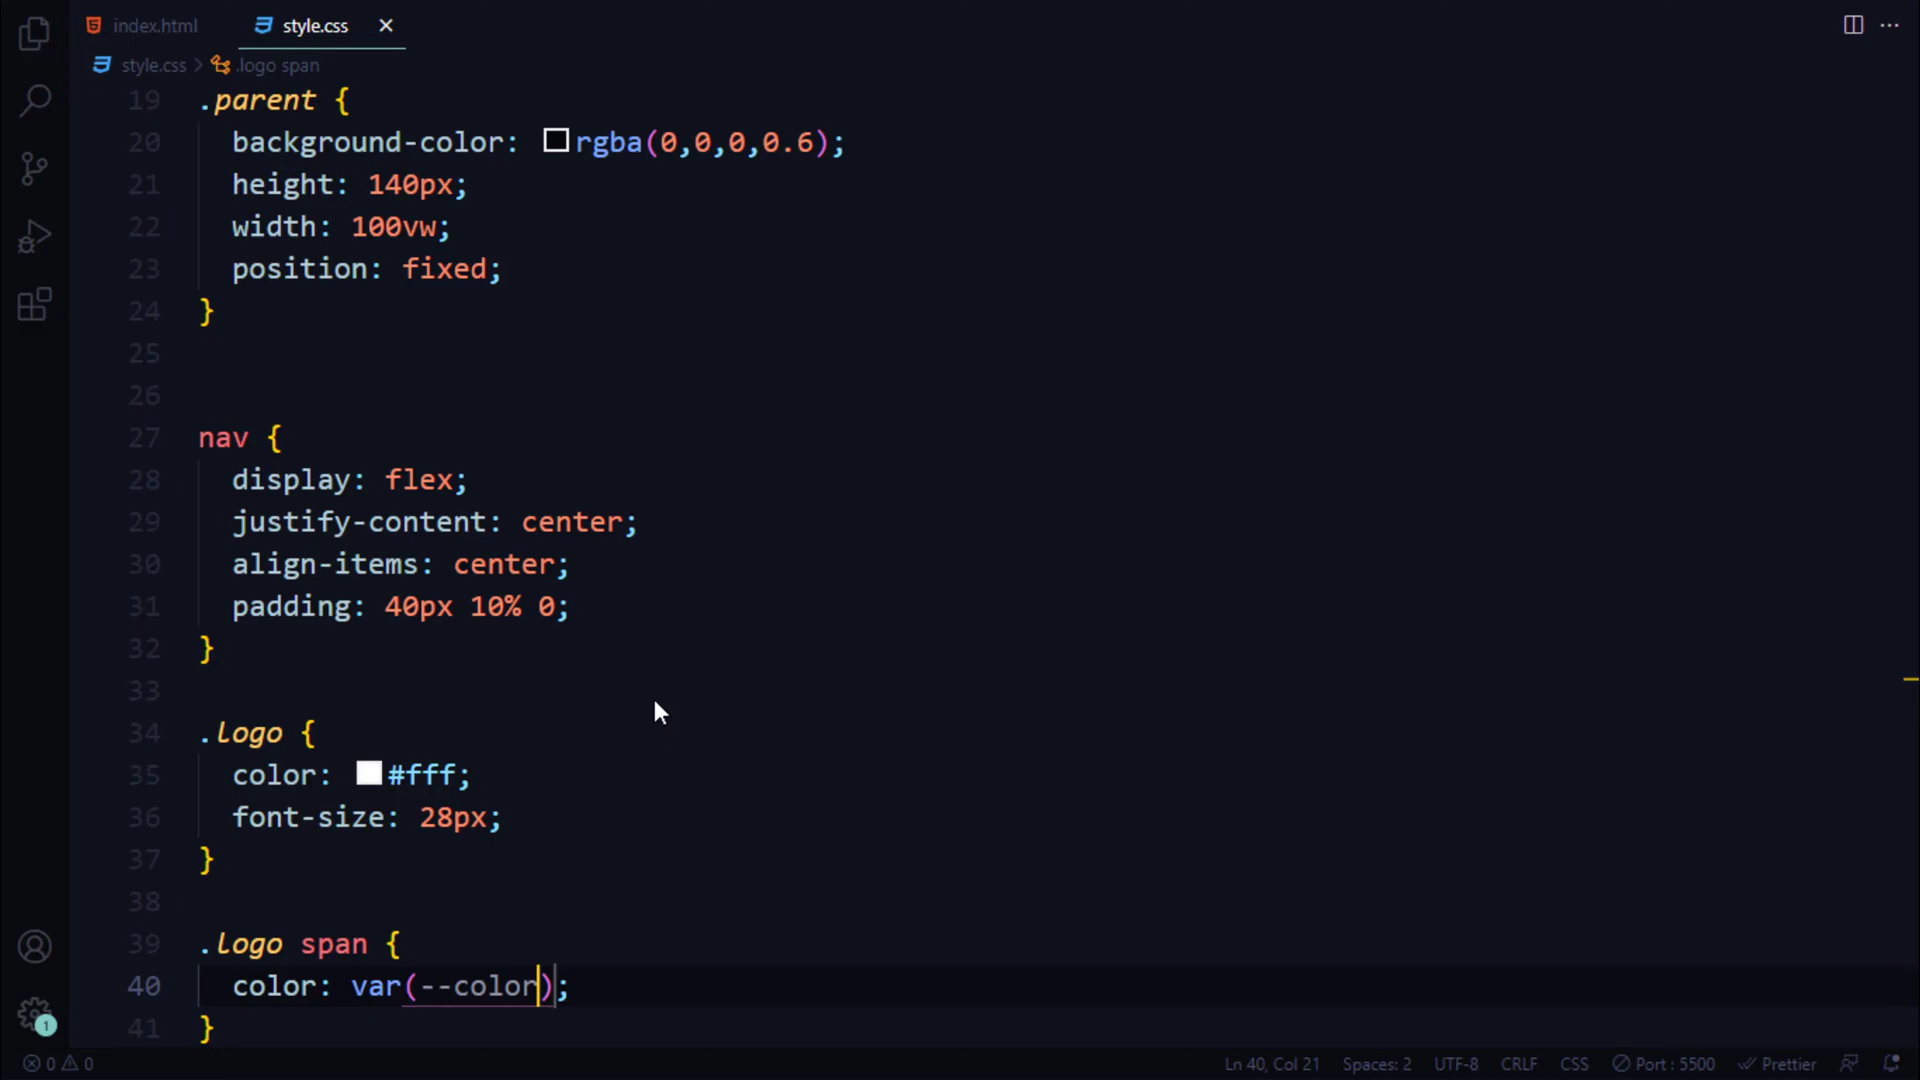 index.html style.css
style.css > .logo span
19 .parent {
20 background-color: rgba(0,0,0,0.6);
21 height: 140px;
22 width: 100vw;
23 position: fixed;
24 }
25
26
27 nav {
28 display: flex;
29 justify-content: center;
30 align-items: center;
31 padding: 40px 10% 0;
32 }
33
34 .logo {
35 color: #fff;
36 font-size: 28px;
37 }
38
39 .logo span {
40 color: var(--color);
41 }
1
0 0 Ln 40, Col 21 Spaces: 2 UTF-8 CRLF CSS Port : 5500 Prettier